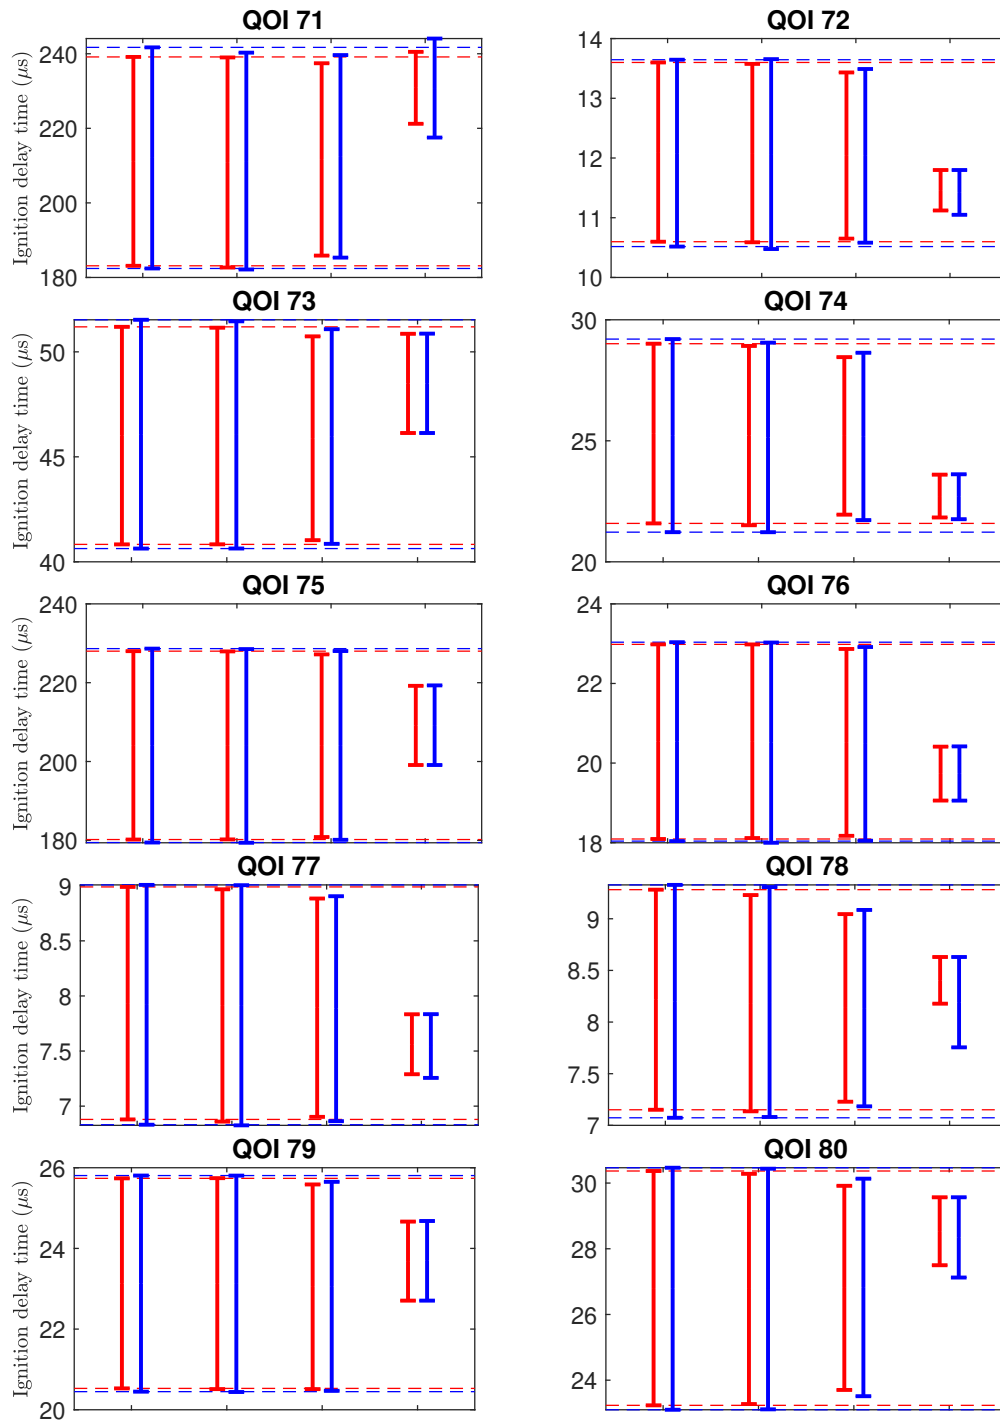 QOI 71
Ignition delay time (μs)
240
220
200
180
QOI 72
14
13
12
11
10
QOI 73
Ignition delay time (μs)
50
45
40
QOI 74
30
25
20
QOI 75
Ignition delay time (μs)
240
220
200
180
QOI 76
24
22
20
18
QOI 77
Ignition delay time (μs)
9
8.5
8
7.5
7
QOI 78
9
8.5
8
7.5
7
QOI 79
Ignition delay time (μs)
26
24
22
20
QOI 80
30
28
26
24